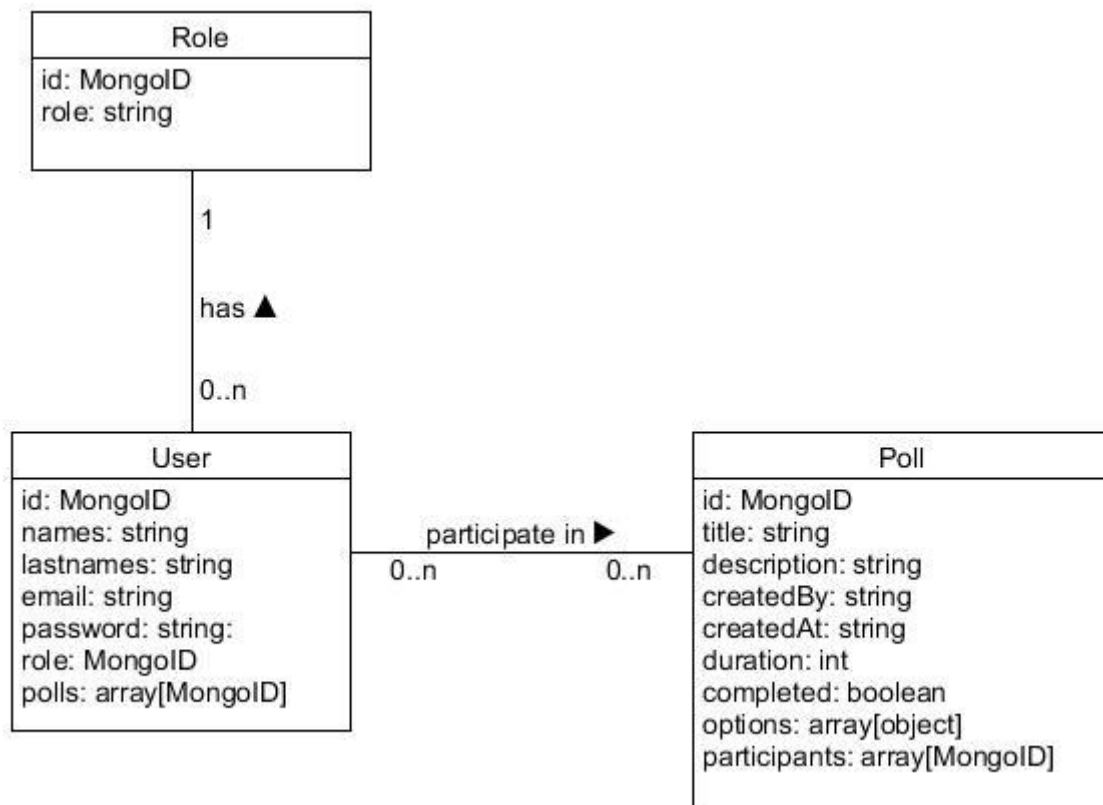 Role
id: MongoID
role: string
1
has ▲
0..n
User
id: MongoID
names: string
lastnames: string
email: string
password: string:
role: MongoID
polls: array[MongoID]
participate in ▶
0..n
0..n
Poll
id: MongoID
title: string
description: string
createdBy: string
createdAt: string
duration: int
completed: boolean
options: array[object]
participants: array[MongoID]